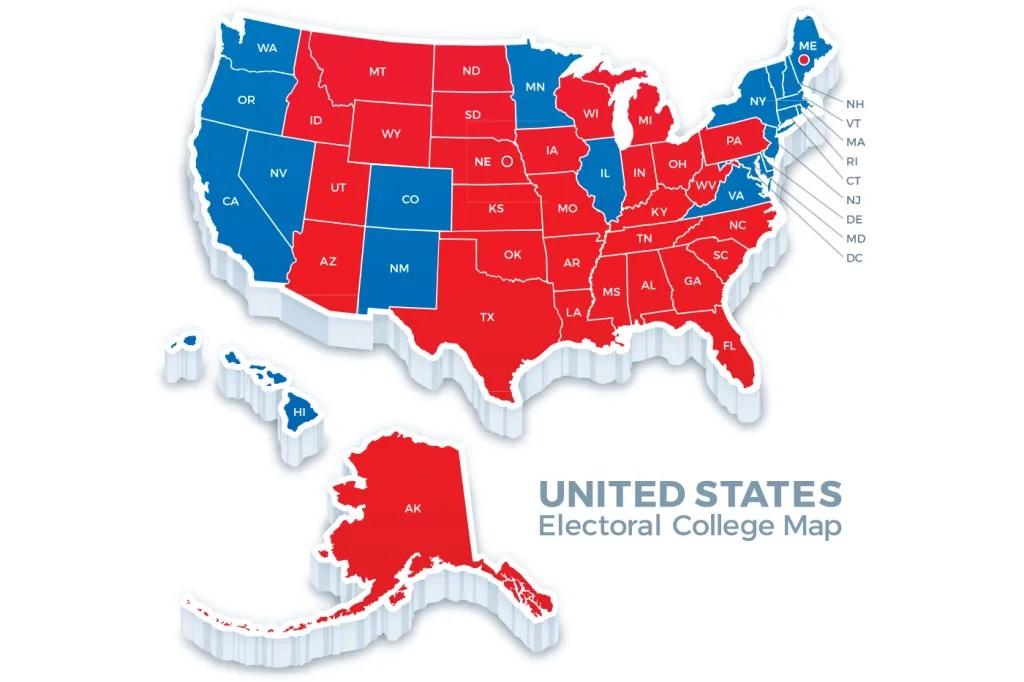 WA
ME
MT
ND
MN
OR
NY
NH
SD
ID
WI
MI
VT
WY
PA
MA
IA
NE
RI
OH
NV
IL
IN
CT
UT
WV
VA
NJ
CA
CO
KS
MO
KY
DE
NC
TN
MD
OK
SC
AZ
NM
AR
DC
GA
MS
AL
LA
TX
FL
HI
AK
UNITED STATES
Electoral College Map